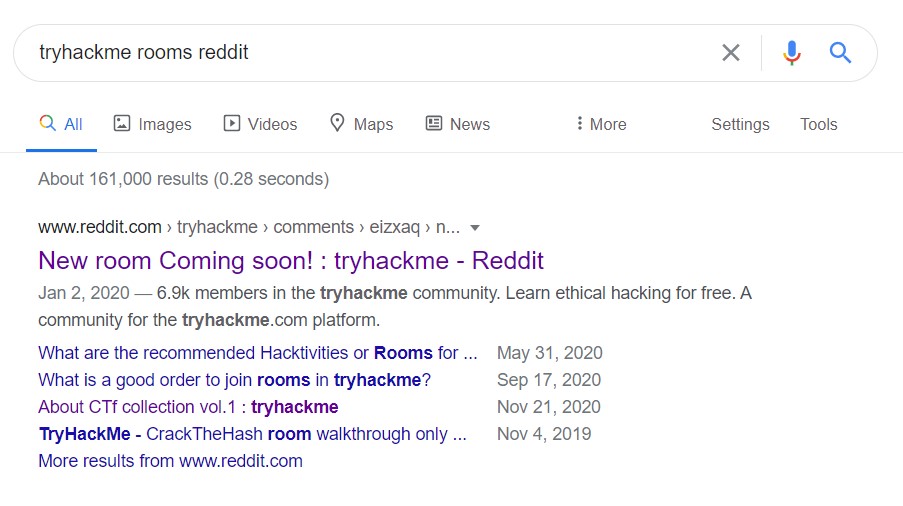 tryhackme rooms reddit
All Images Videos Maps News More Settings Tools
About 161,000 results (0.28 seconds)
www.reddit.com › tryhackme › comments › eizxaq › n...
New room Coming soon! : tryhackme - Reddit
Jan 2, 2020 — 6.9k members in the tryhackme community. Learn ethical hacking for free. A
community for the tryhackme.com platform.
What are the recommended Hacktivities or Rooms for ... May 31, 2020
What is a good order to join rooms in tryhackme? Sep 17, 2020
About CTf collection vol.1 : tryhackme Nov 21, 2020
TryHackMe - CrackTheHash room walkthrough only ... Nov 4, 2019
More results from www.reddit.com